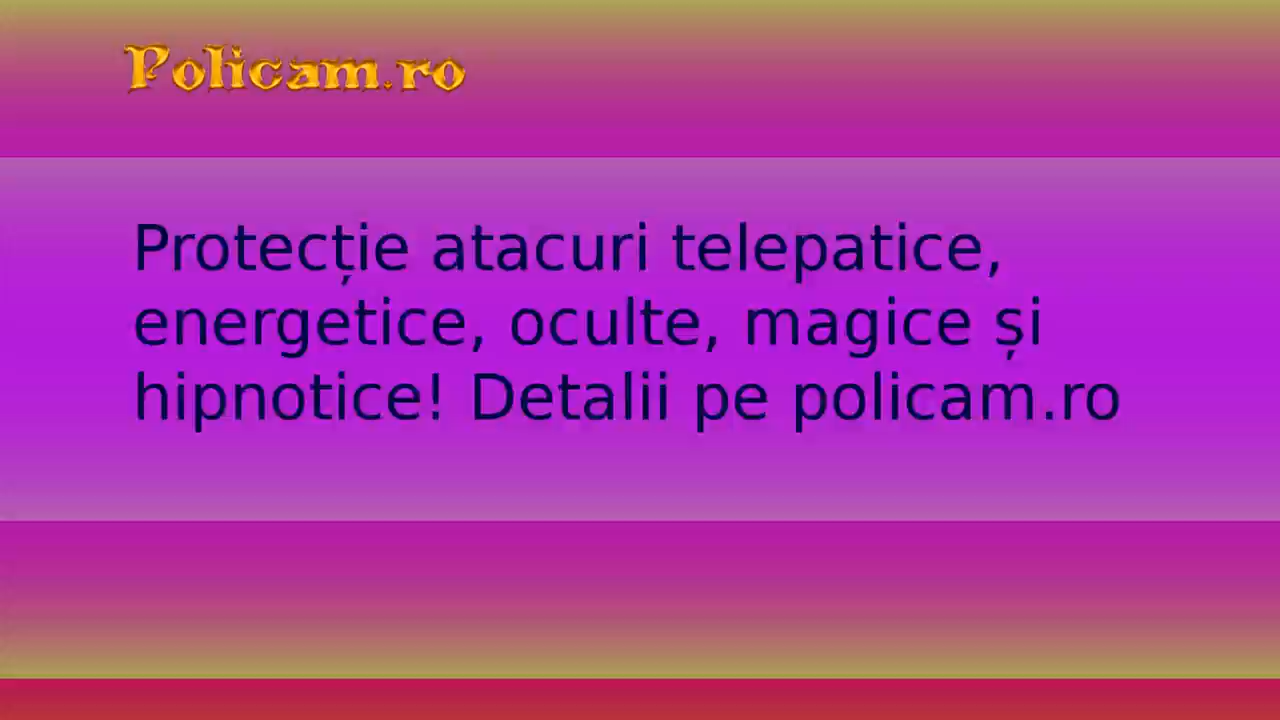 Policam.ro
Protecție atacuri telepatice,
energetice, oculte, magice și
hipnotice! Detalii pe policam.ro